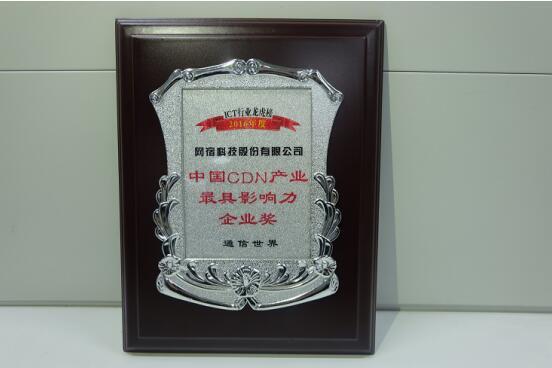 ICT行业龙虎榜
2016年度
网宿科技股份有限公司
中国CDN产业
最具影响力
企业奖
通信世界